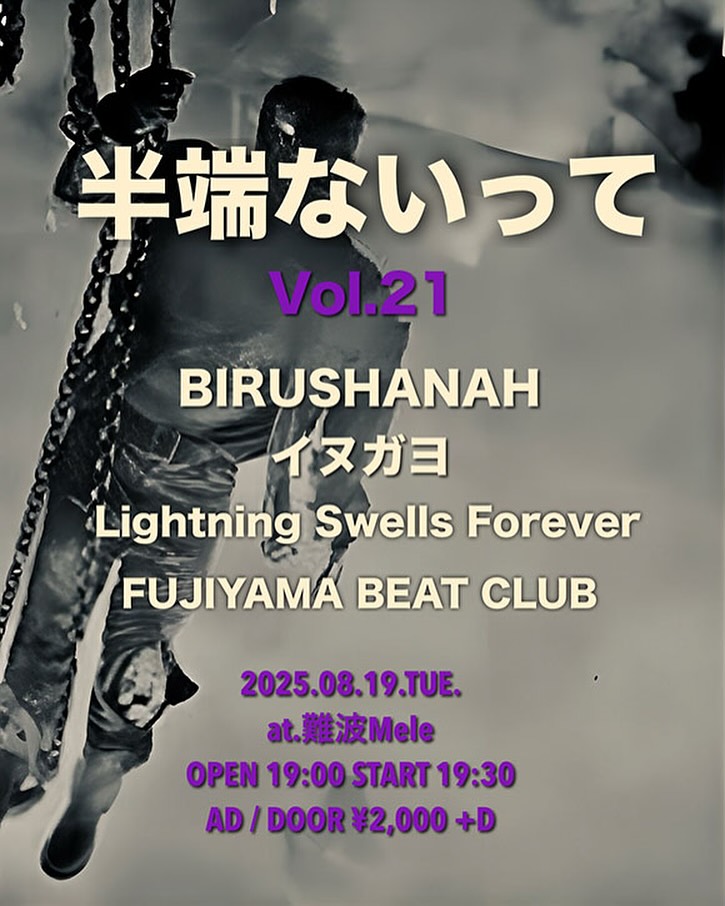 半端ないって
Vol.21
BIRUSHANAH
イヌガヨ
Lightning Swells Forever
FUJIYAMA BEAT CLUB
2025.08.19.TUE.
at.難波Mele
OPEN 19:00 START 19:30
AD / DOOR ¥2,000 +D